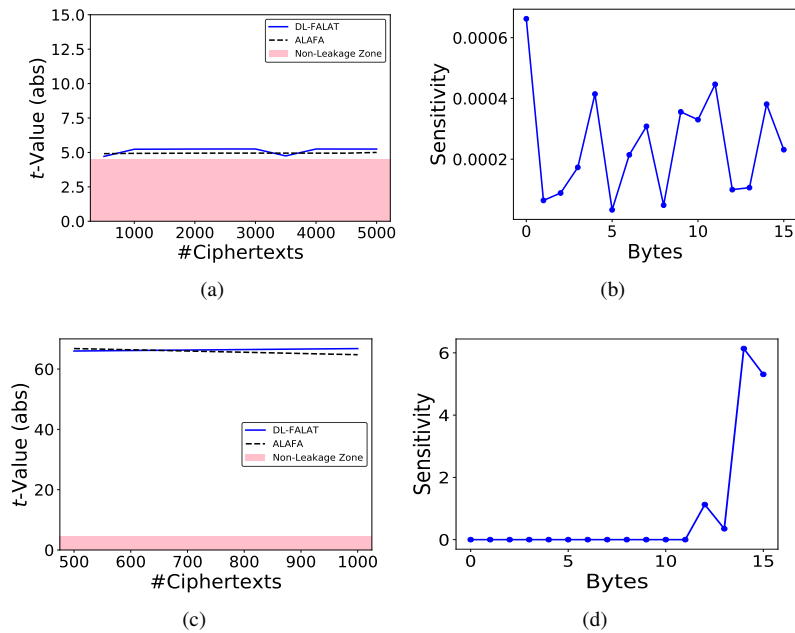 15.0
12.5
10.0
7.5
5.0
2.5
0.0
t-Value (abs)
DL-FALAT
ALAFA
Non-Leakage Zone
1000 2000 3000 4000 5000
#Ciphertexts
(a)
0.0006
0.0004
0.0002
Sensitivity
0 5 10 15
Bytes
(b)
60
40
20
0
t-Value (abs)
DL-FALAT
ALAFA
Non-Leakage Zone
500 600 700 800 900 1000
#Ciphertexts
(c)
6
4
2
0
Sensitivity
0 5 10 15
Bytes
(d)